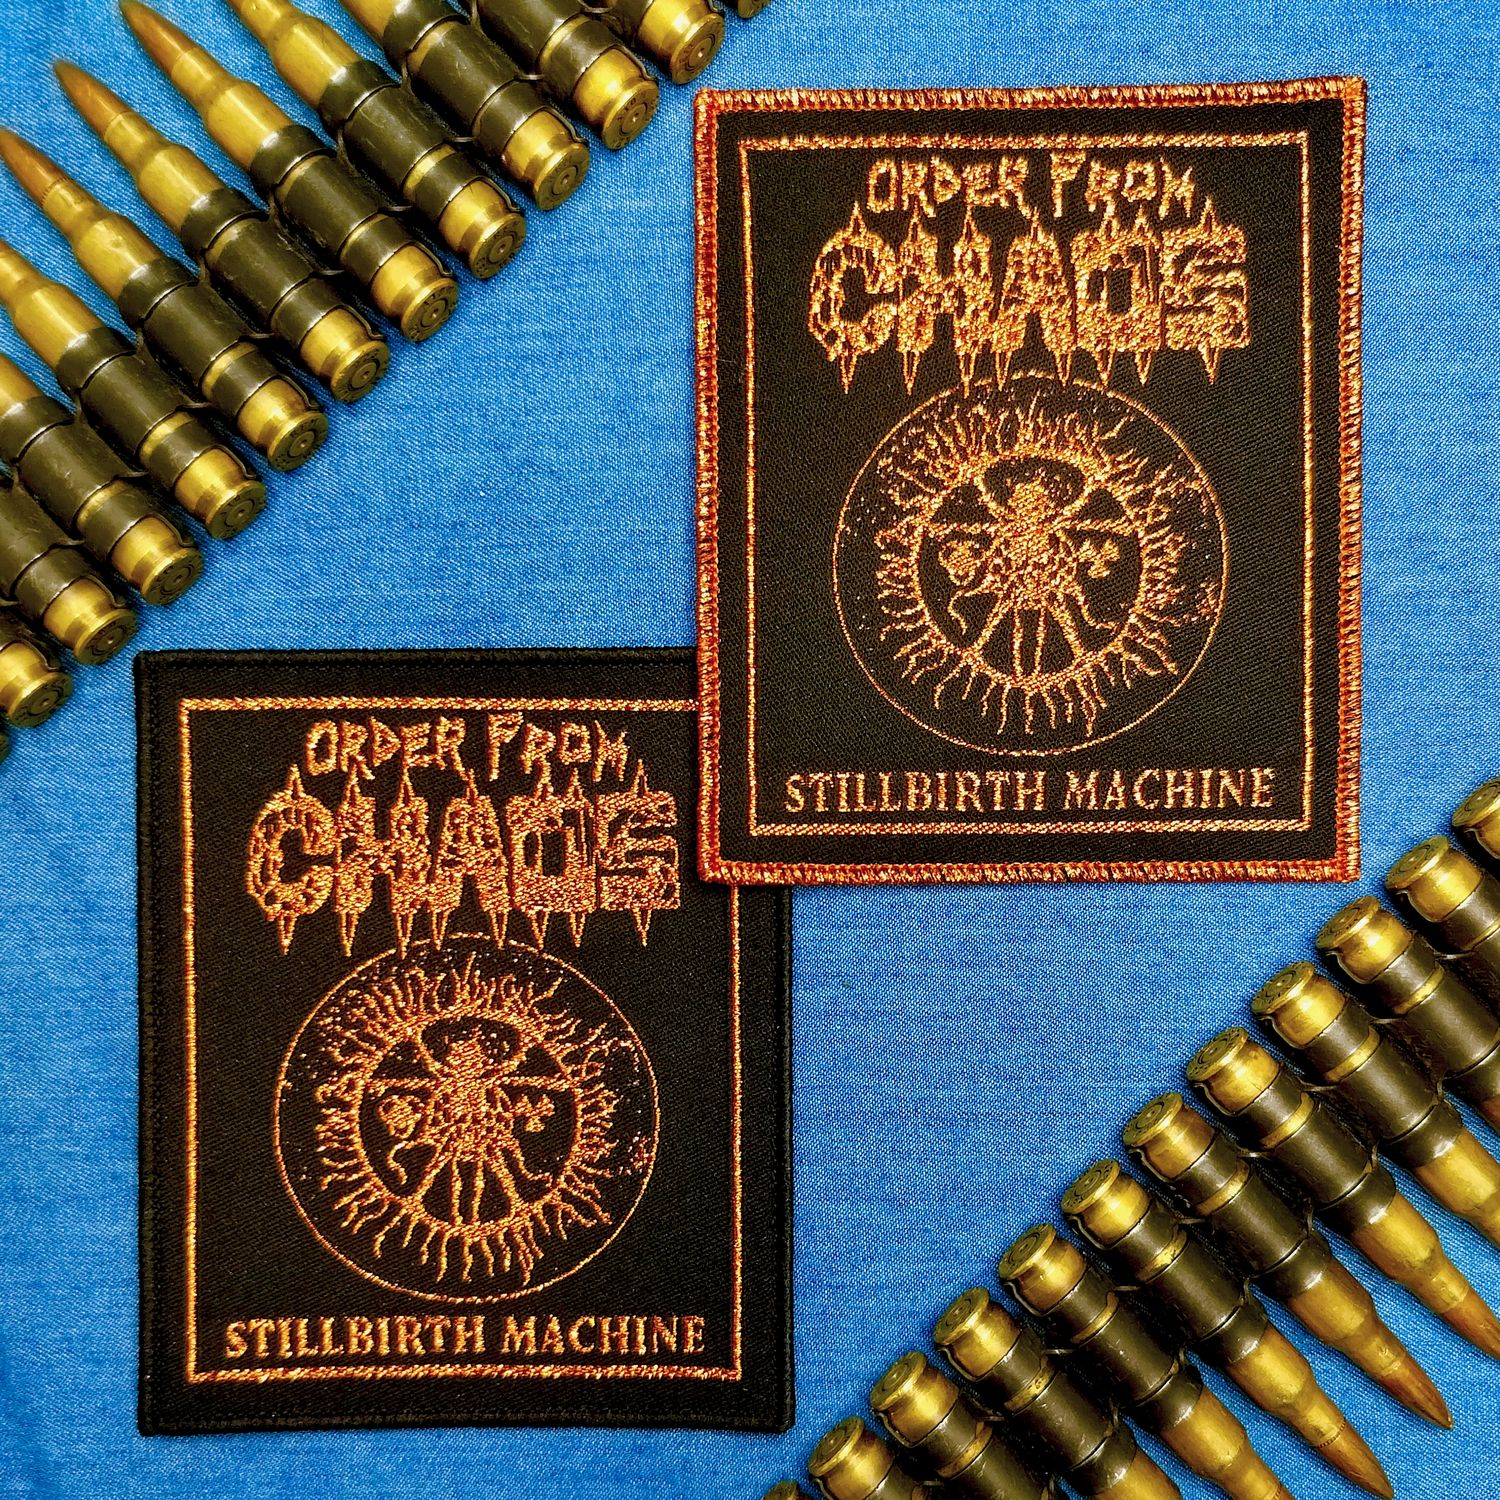 ORDER FROM
CHAOS
STILLBIRTH MACHINE
ORDER FROM
CHAOS
STILLBIRTH MACHINE